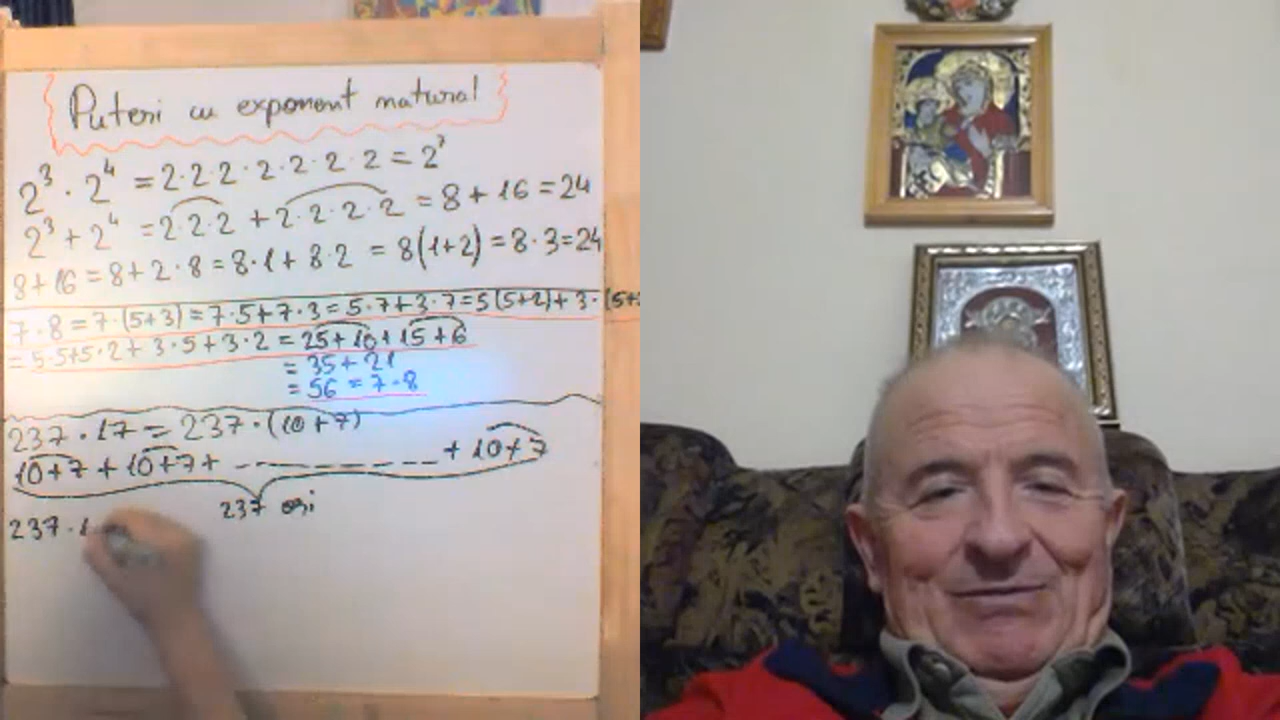 Puteri cu exponent natural
2³ · 2⁴ = 2·2·2·2·2·2·2 = 2⁷
2³ + 2⁴ = 2·2·2 + 2·2·2·2 = 8 + 16 = 24
8+16 = 8+2·8 = 8·1 + 8·2 = 8(1+2) = 8·3 = 24
7·8 = 7·(5+3) = 7·5+7·3 = 5·7+3·7 = 5(5+2) + 3·(5+
= 5·5+5·2 + 3·5+3·2 = 25+10+15+6
= 35 + 21
= 56 = 7·8
237 · 17 = 237 · (10+7)
10+7 + 10+7 + - - - - - - - - - - + 10+7
237 ori
237 · 1